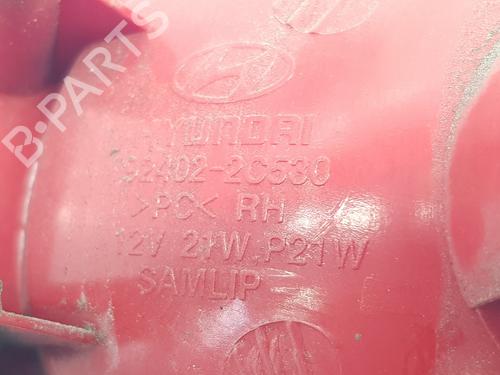 B-PARTS
HYUNDAI
92402-2C530
>PC< RH
12V 21W,P21W
SAMLIP